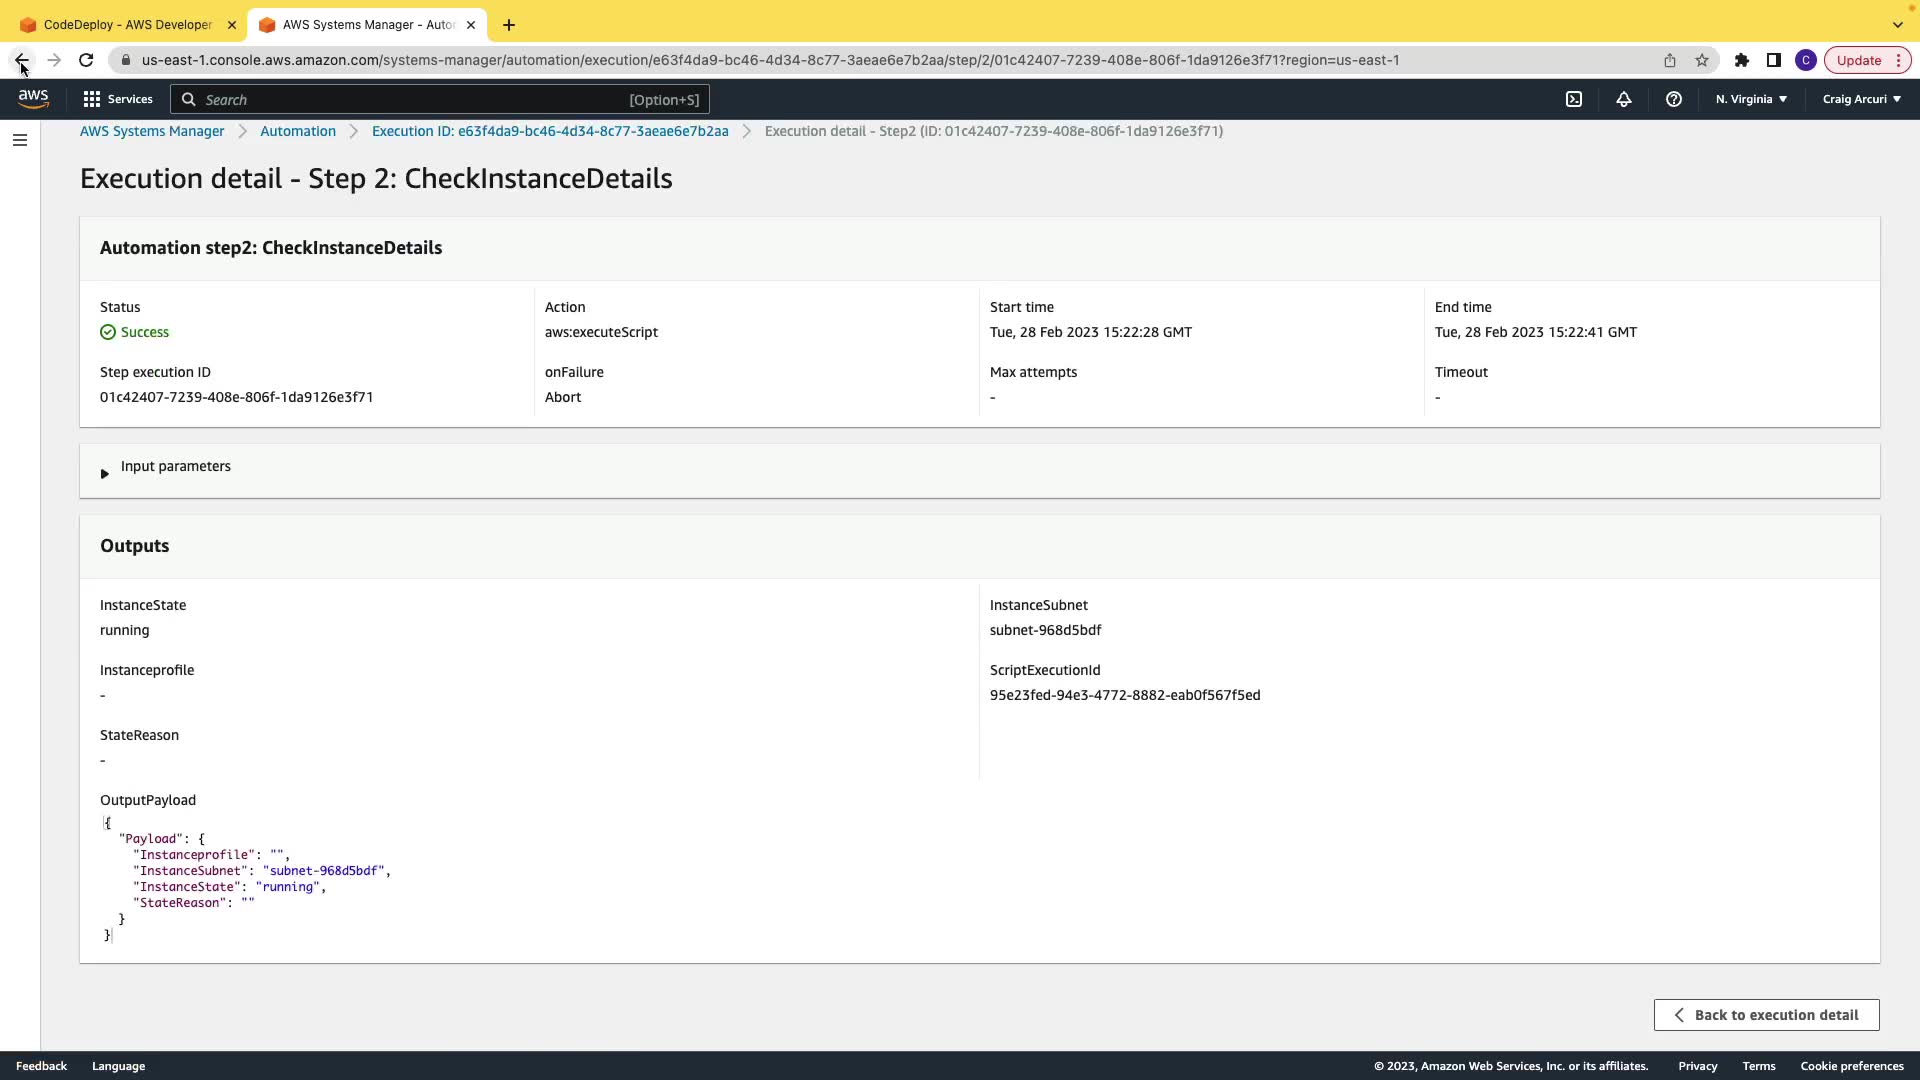 CodeDeploy - AWS Developer
AWS Systems Manager - Auto
us-east-1.console.aws.amazon.com/systems-manager/automation/execution/e63f4da9-bc46-4d34-8c77-3aeae6e7b2aa/step/2/01c42407-7239-408e-806f-1da9126e3f71?region=us-east-1
C
Update
aws
Services
Search
[Option+S]
N. Virginia
Craig Arcuri
AWS Systems Manager
Automation
Execution ID: e63f4da9-bc46-4d34-8c77-3aeae6e7b2aa
Execution detail - Step2 (ID: 01c42407-7239-408e-806f-1da9126e3f71)
Execution detail - Step 2: CheckInstanceDetails
Automation step2: CheckInstanceDetails
Status
Success
Action
aws:executeScript
Start time
Tue, 28 Feb 2023 15:22:28 GMT
End time
Tue, 28 Feb 2023 15:22:41 GMT
Step execution ID
01c42407-7239-408e-806f-1da9126e3f71
onFailure
Abort
Max attempts
-
Timeout
-
Input parameters
Outputs
InstanceState
running
InstanceSubnet
subnet-968d5bdf
Instanceprofile
-
ScriptExecutionId
95e23fed-94e3-4772-8882-eab0f567f5ed
StateReason
-
OutputPayload
{
"Payload": {
"Instanceprofile": "",
"InstanceSubnet": "subnet-968d5bdf",
"InstanceState": "running",
"StateReason": ""
}
}
Back to execution detail
Feedback
Language
© 2023, Amazon Web Services, Inc. or its affiliates.
Privacy
Terms
Cookie preferences